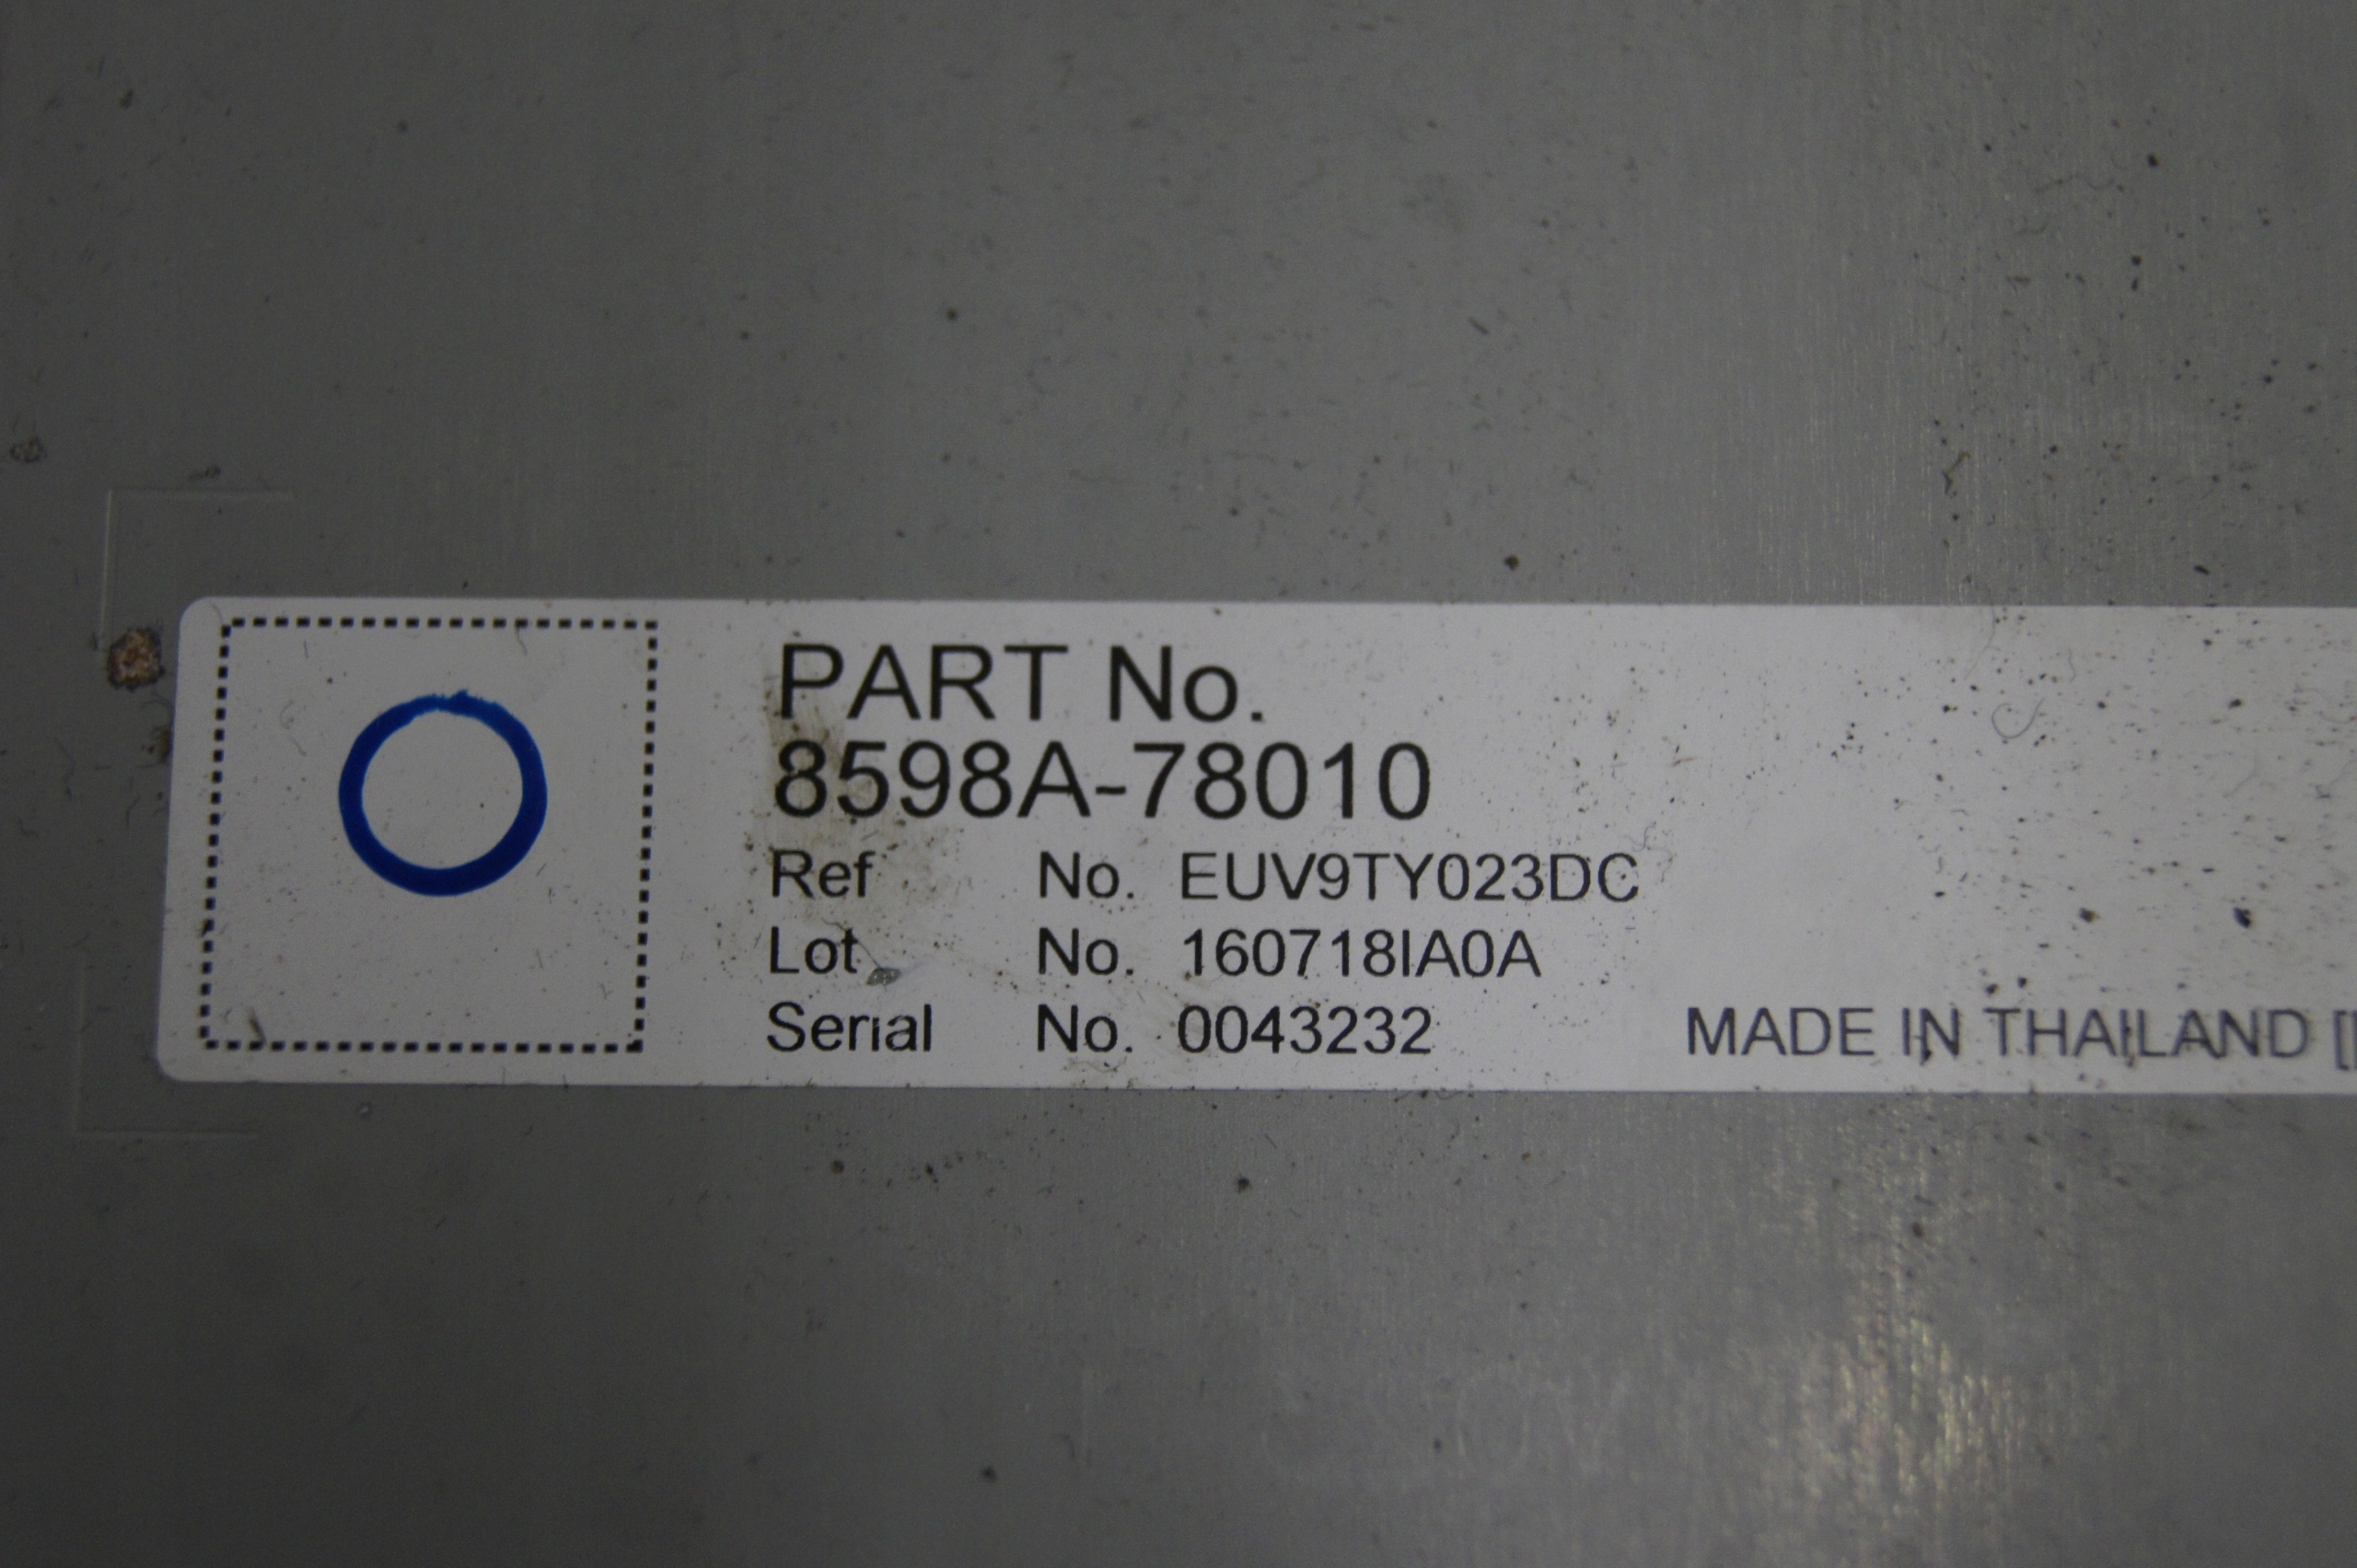 PART No.
8598A-78010
Ref No. EUV9TY023DC
Lot No. 160718IA0A
Serial No. 0043232
MADE IN THAILAND [